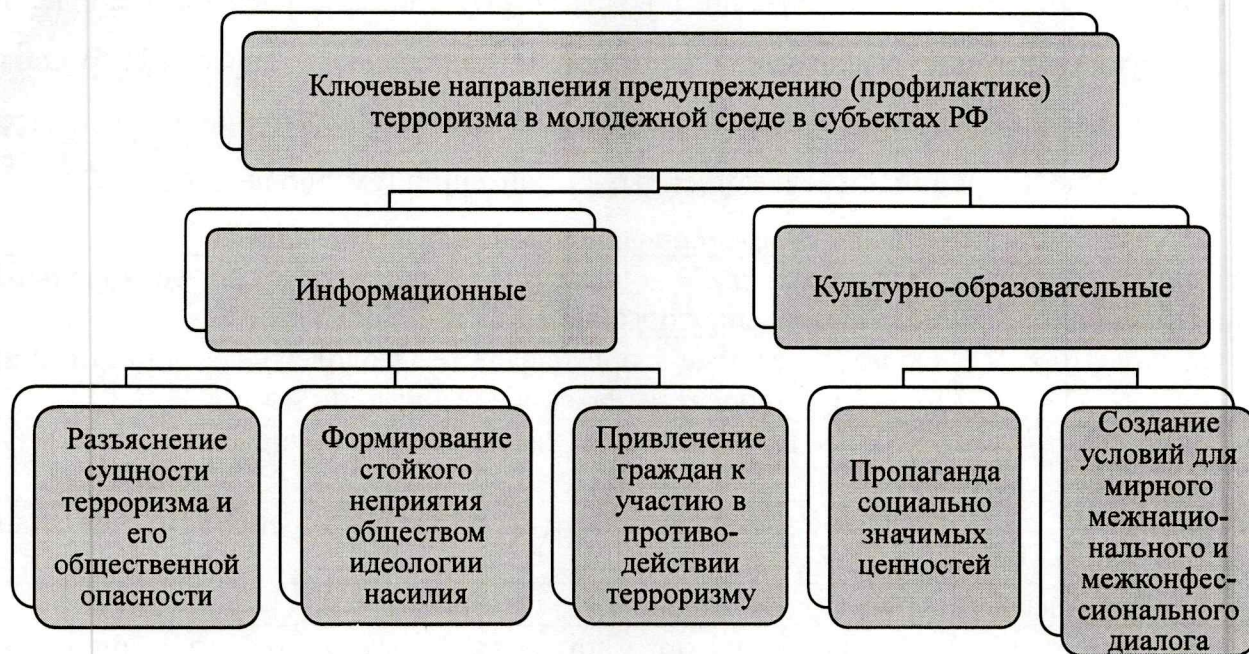 Ключевые направления предупреждению (профилактике)
терроризма в молодежной среде в субъектах РФ
Информационные
Культурно-образовательные
Разъяснение
сущности
терроризма и
его
общественной
опасности
Формирование
стойкого
неприятия
обществом
идеологии
насилия
Привлечение
граждан к
участию в
противо-
действии
терроризму
Пропаганда
социально
значимых
ценностей
Создание
условий для
мирного
межнацио-
нального и
межконфес-
сионального
диалога